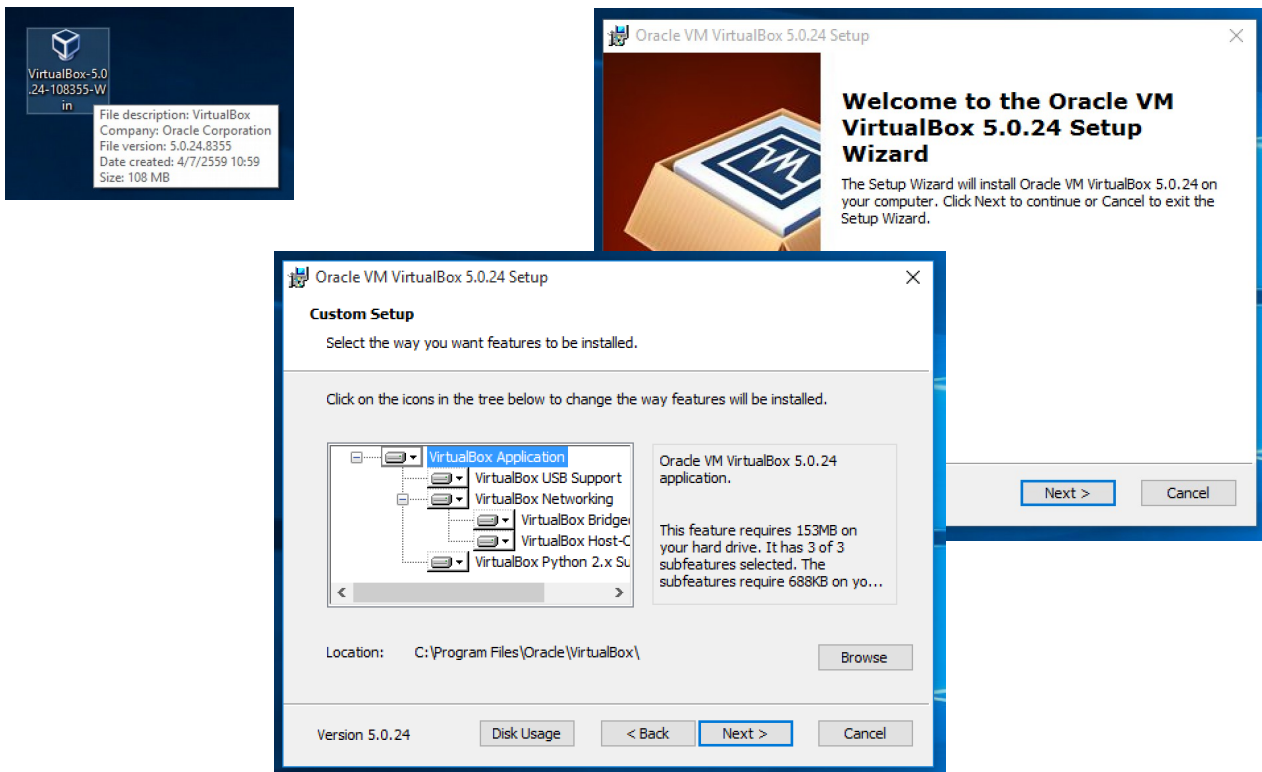 VirtualBox-5.0
.24-108355-W
in
File description: VirtualBox
Company: Oracle Corporation
File version: 5.0.24.8355
Date created: 4/7/2559 10:59
Size: 108 MB
Oracle VM VirtualBox 5.0.24 Setup
Welcome to the Oracle VM
VirtualBox 5.0.24 Setup
Wizard
The Setup Wizard will install Oracle VM VirtualBox 5.0.24 on
your computer. Click Next to continue or Cancel to exit the
Setup Wizard.
Next >
Cancel
Oracle VM VirtualBox 5.0.24 Setup
Custom Setup
Select the way you want features to be installed.
Click on the icons in the tree below to change the way features will be installed.
VirtualBox Application
VirtualBox USB Support
VirtualBox Networking
VirtualBox Bridge
VirtualBox Host-C
VirtualBox Python 2.x Su
Oracle VM VirtualBox 5.0.24
application.
This feature requires 153MB on
your hard drive. It has 3 of 3
subfeatures selected. The
subfeatures require 688KB on yo...
Location: C:\Program Files\Oracle\VirtualBox\
Browse
Version 5.0.24
Disk Usage
< Back
Next >
Cancel